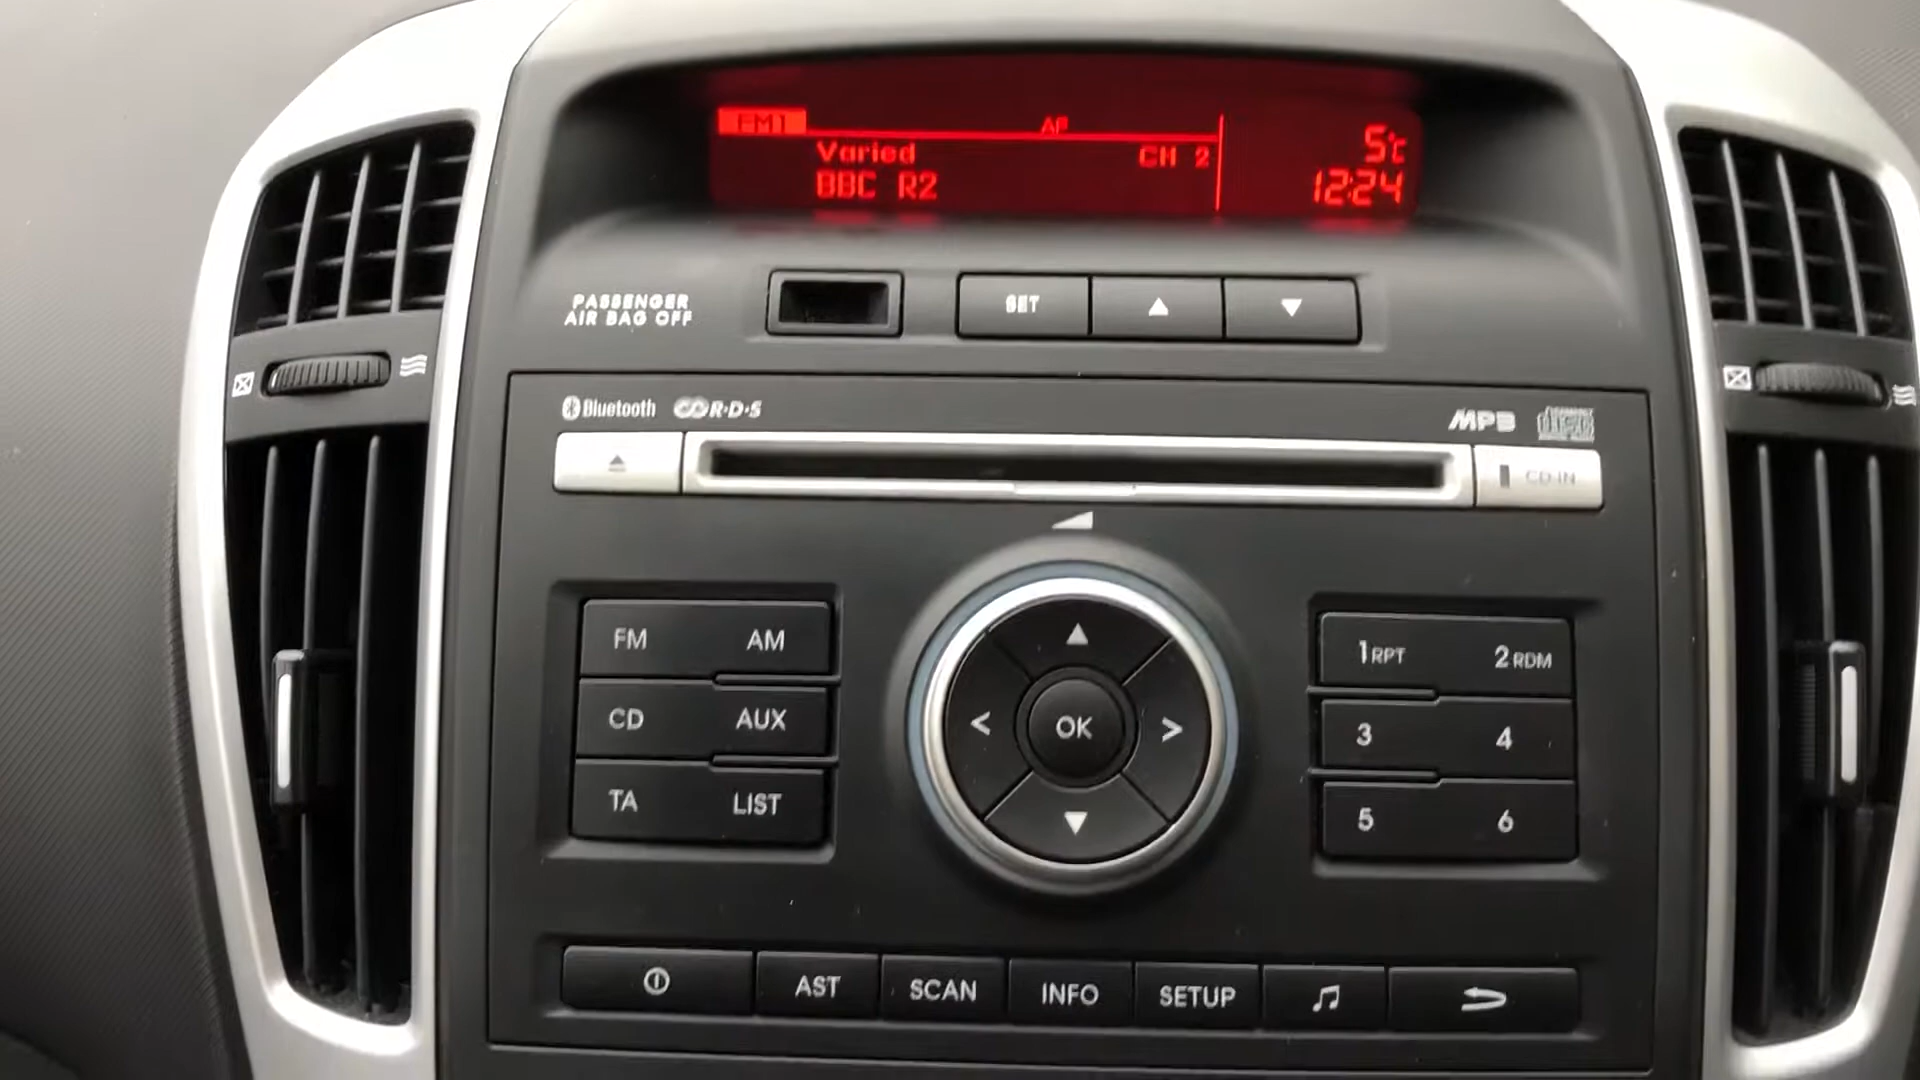 FM1 AF
Varied CH 2 5°c
BBC R2 12:24
PASSENGER
AIR BAG OFF
SET
Bluetooth R·D·S MP3
CD-IN
FM AM
CD AUX
TA LIST
OK
1 RPT 2 RDM
3 4
5 6
AST SCAN INFO SETUP